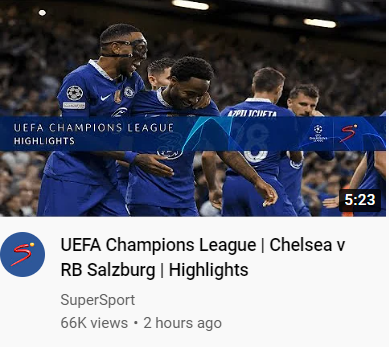 AZPILICUETA
UEFA CHAMPIONS LEAGUE
HIGHLIGHTS
5:23
UEFA Champions League | Chelsea v
RB Salzburg | Highlights
SuperSport
66K views • 2 hours ago